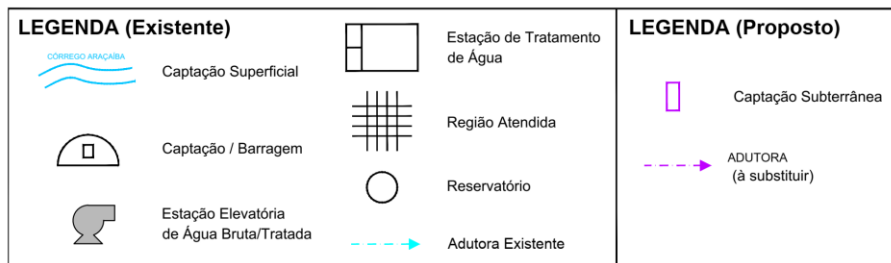 LEGENDA (Existente)
CÓRREGO ARAÇAÍBA
Captação Superficial
Captação / Barragem
Estação Elevatória
de Água Bruta/Tratada
Estação de Tratamento
de Água
Região Atendida
Reservatório
Adutora Existente
LEGENDA (Proposto)
Captação Subterrânea
ADUTORA
(à substituir)